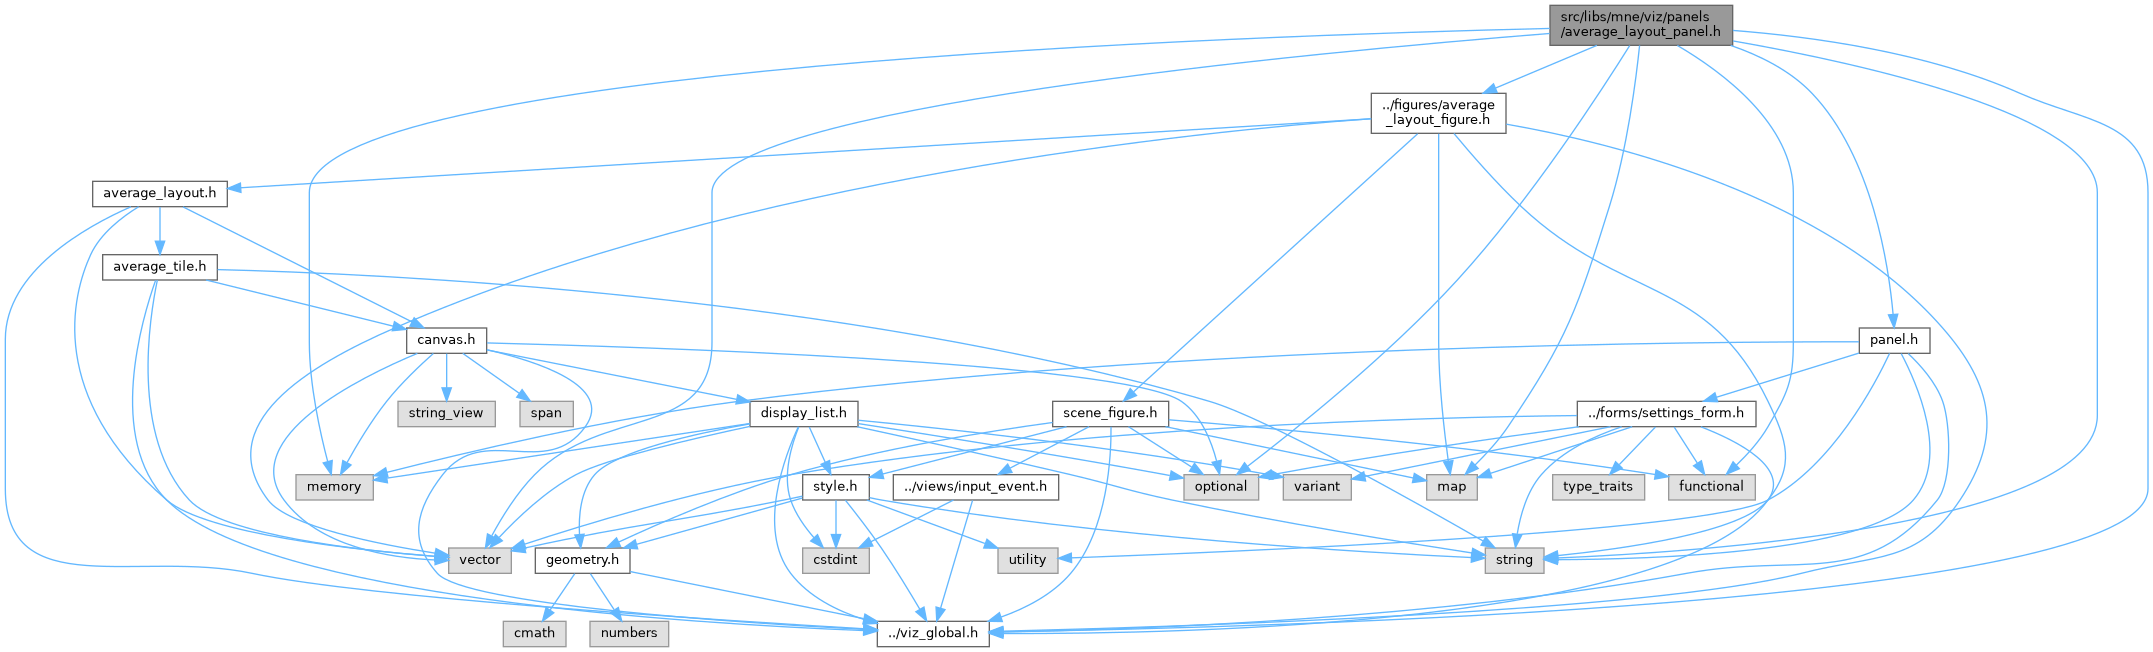 src/libs/mne/viz/panels
/average_layout_panel.h
../figures/average
_layout_figure.h
average_layout.h
average_tile.h
canvas.h
panel.h
string_view
span
display_list.h
scene_figure.h
../forms/settings_form.h
memory
style.h
../views/input_event.h
optional
variant
map
type_traits
functional
vector
geometry.h
cstdint
utility
string
cmath
numbers
../viz_global.h